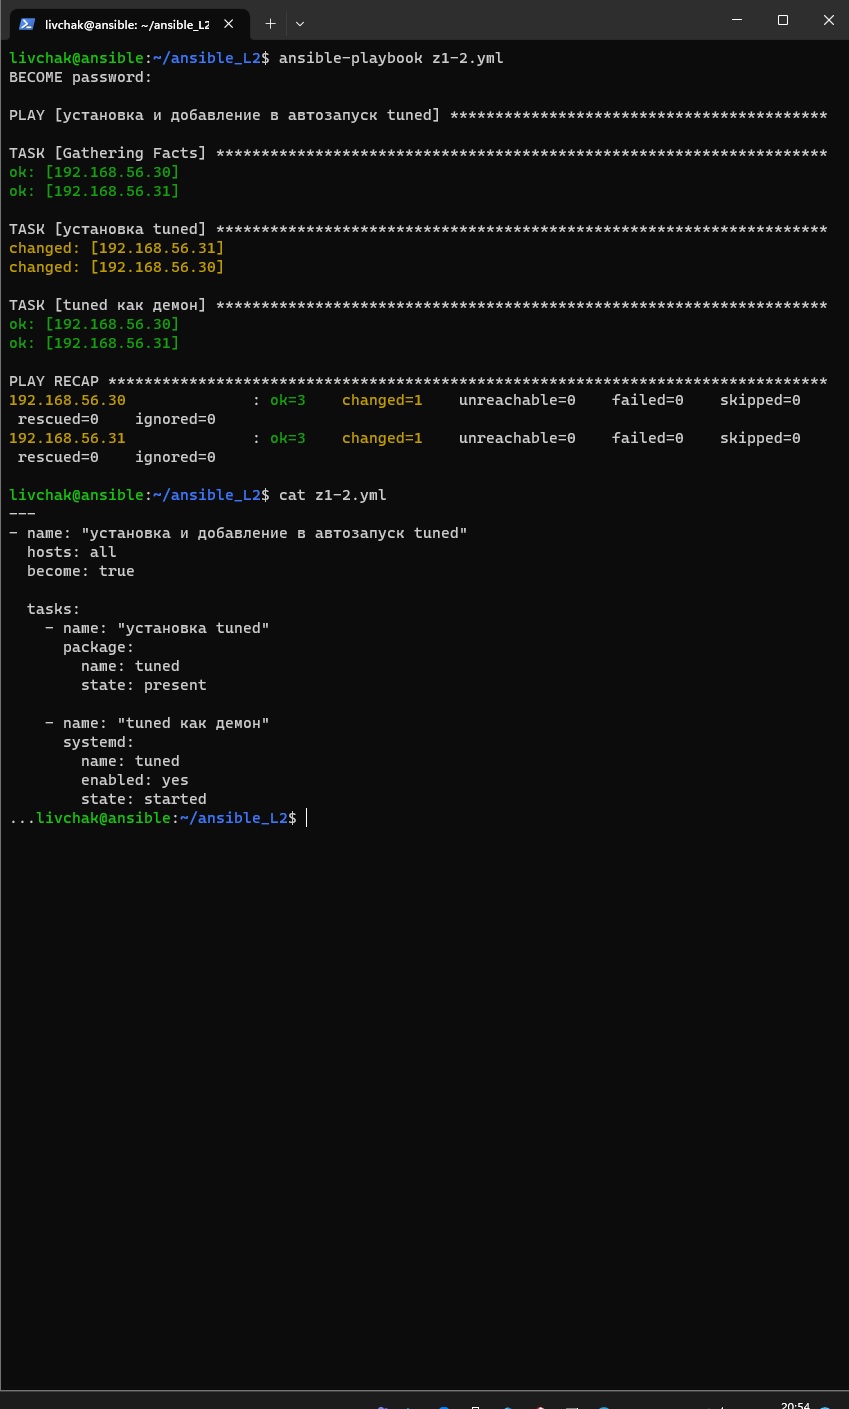 livchak@ansible: ~/ansible_L2
livchak@ansible:~/ansible_L2$ ansible-playbook z1-2.yml
BECOME password:
PLAY [установка и добавление в автозапуск tuned] ******************************************
TASK [Gathering Facts] ********************************************************************
ok: [192.168.56.30]
ok: [192.168.56.31]
TASK [установка tuned] ********************************************************************
changed: [192.168.56.31]
changed: [192.168.56.30]
TASK [tuned как демон] ********************************************************************
ok: [192.168.56.30]
ok: [192.168.56.31]
PLAY RECAP ********************************************************************************
192.168.56.30              : ok=3    changed=1    unreachable=0    failed=0    skipped=0
 rescued=0    ignored=0
192.168.56.31              : ok=3    changed=1    unreachable=0    failed=0    skipped=0
 rescued=0    ignored=0
livchak@ansible:~/ansible_L2$ cat z1-2.yml
---
- name: "установка и добавление в автозапуск tuned"
  hosts: all
  become: true
  tasks:
    - name: "установка tuned"
      package:
        name: tuned
        state: present
    - name: "tuned как демон"
      systemd:
        name: tuned
        enabled: yes
        state: started
...livchak@ansible:~/ansible_L2$
20:54